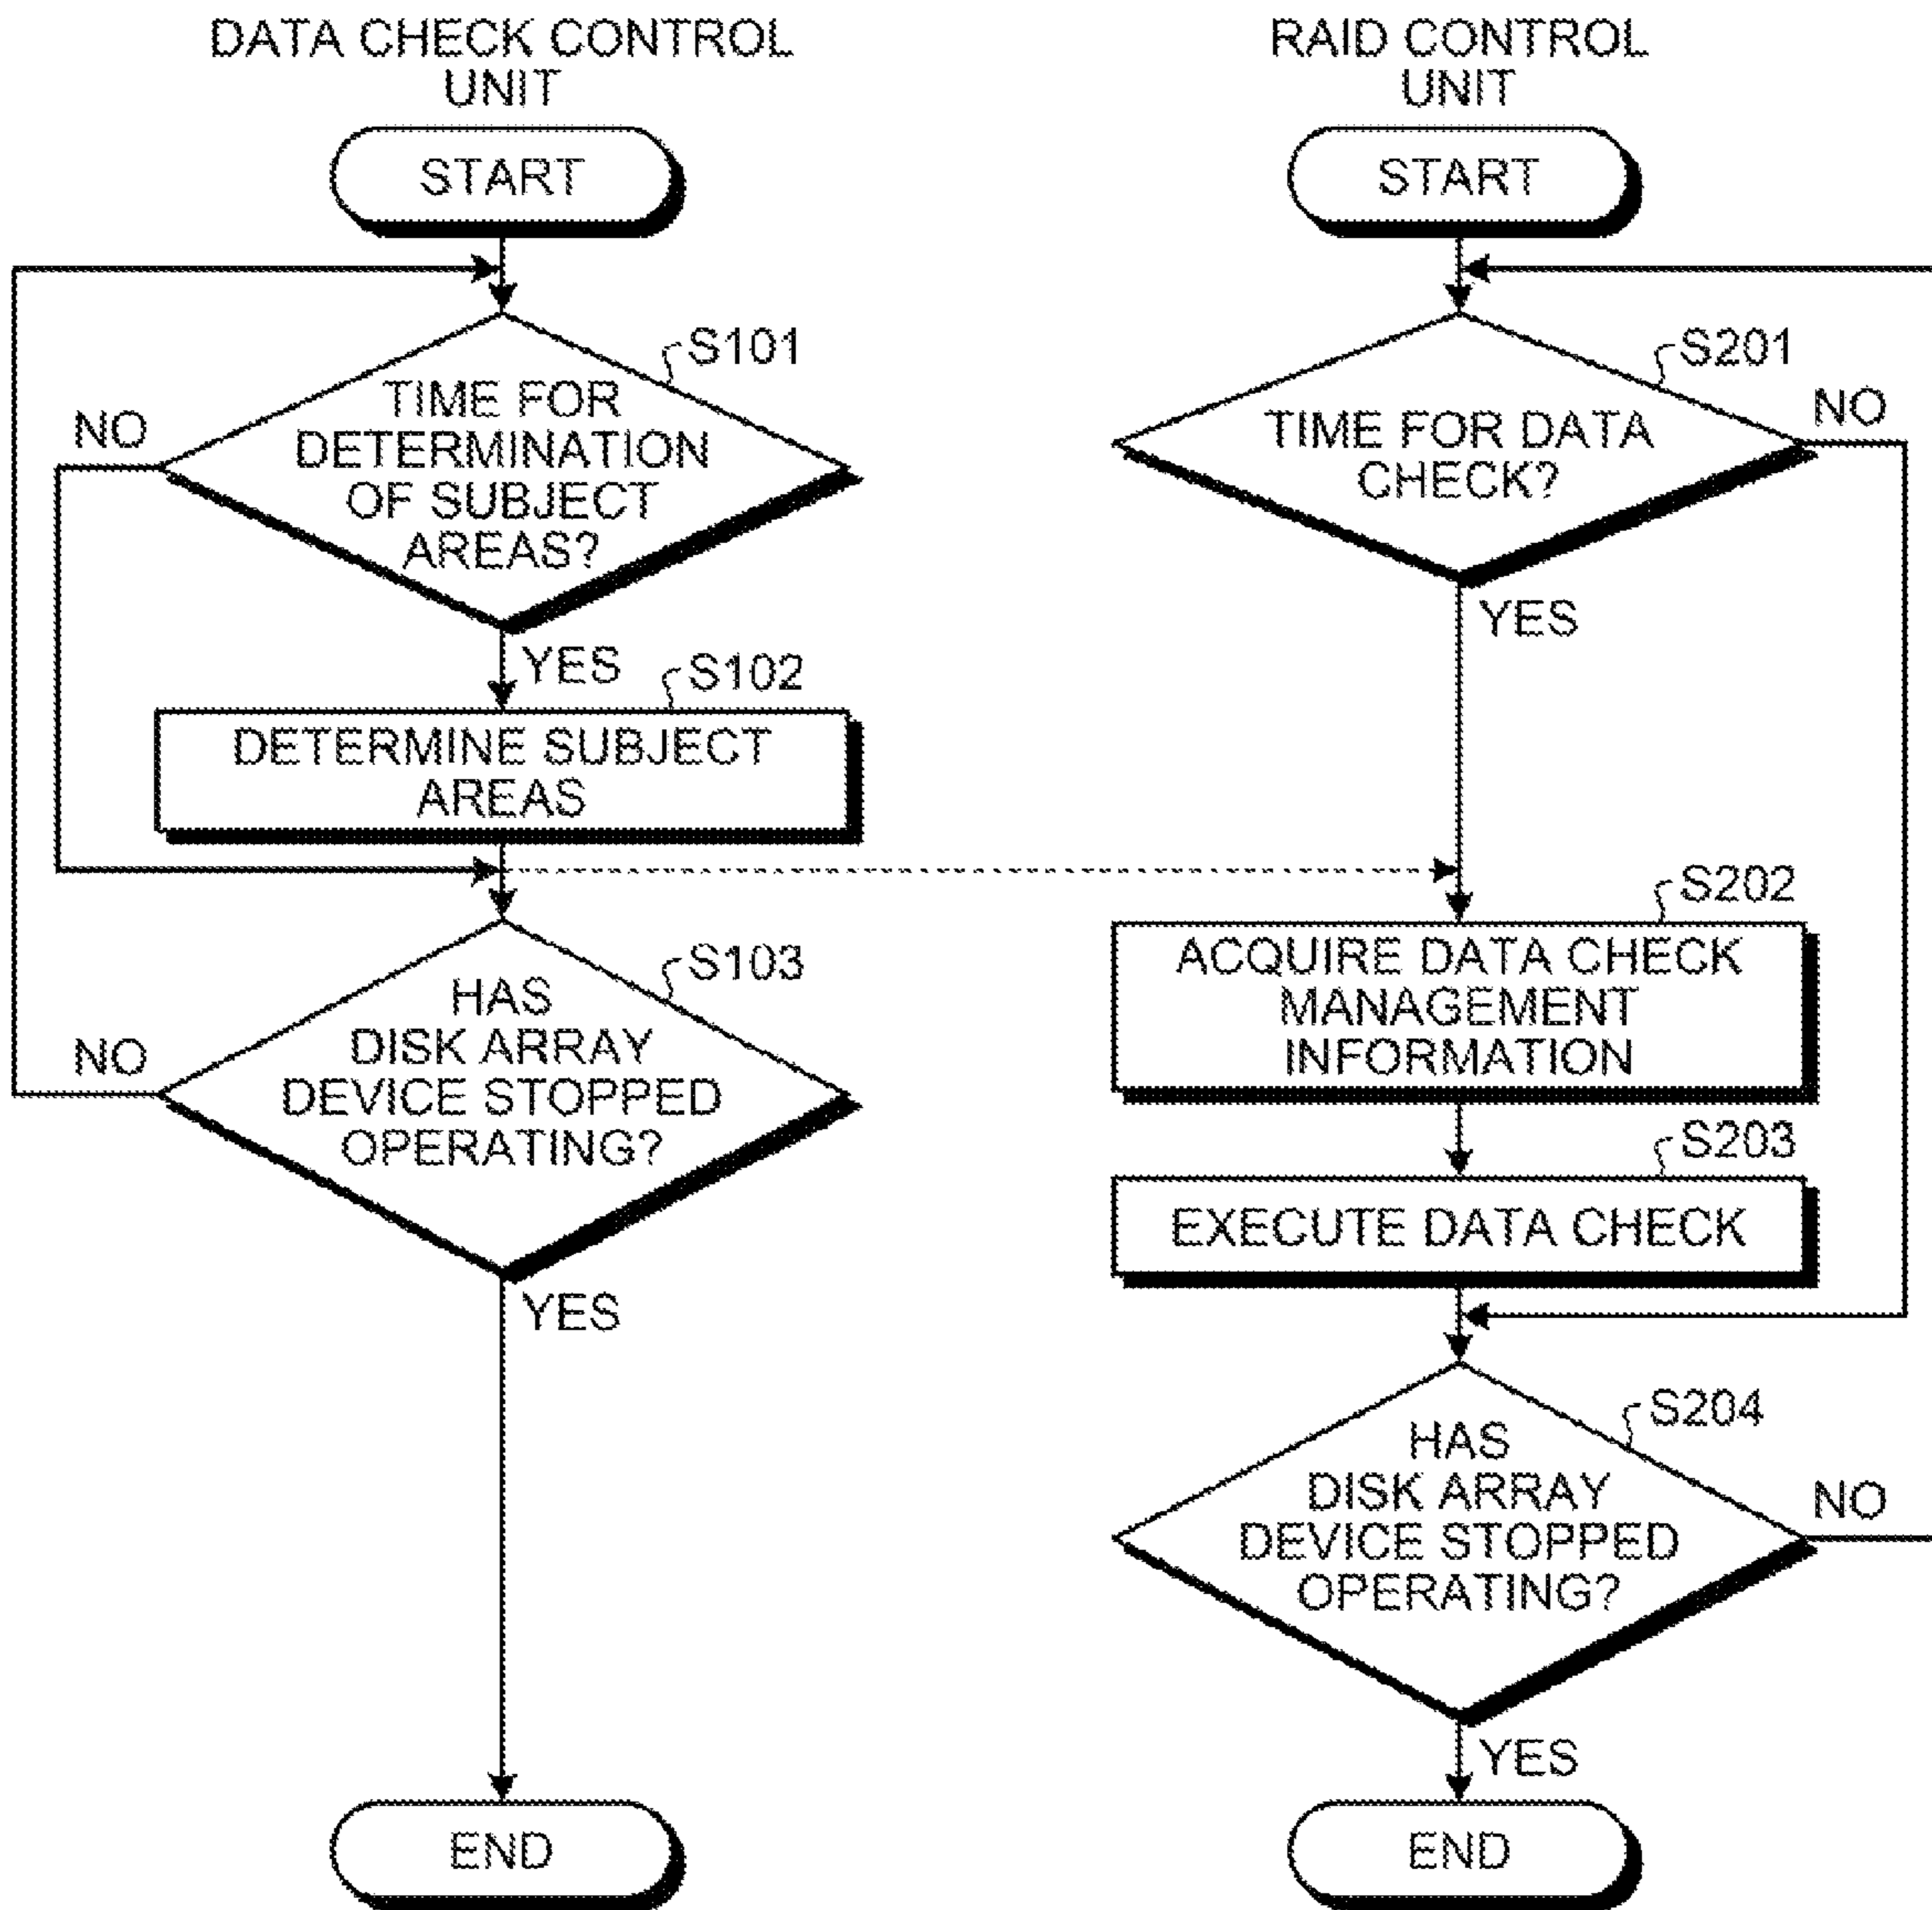 DATA CHECK CONTROL
UNIT
START
S101
TIME FOR
DETERMINATION
OF SUBJECT
AREAS?
NO
YES
S102
DETERMINE SUBJECT
AREAS
S103
HAS
DISK ARRAY
DEVICE STOPPED
OPERATING?
NO
YES
END
RAID CONTROL
UNIT
START
S201
TIME FOR DATA
CHECK?
NO
YES
S202
ACQUIRE DATA CHECK
MANAGEMENT
INFORMATION
S203
EXECUTE DATA CHECK
S204
HAS
DISK ARRAY
DEVICE STOPPED
OPERATING?
NO
YES
END